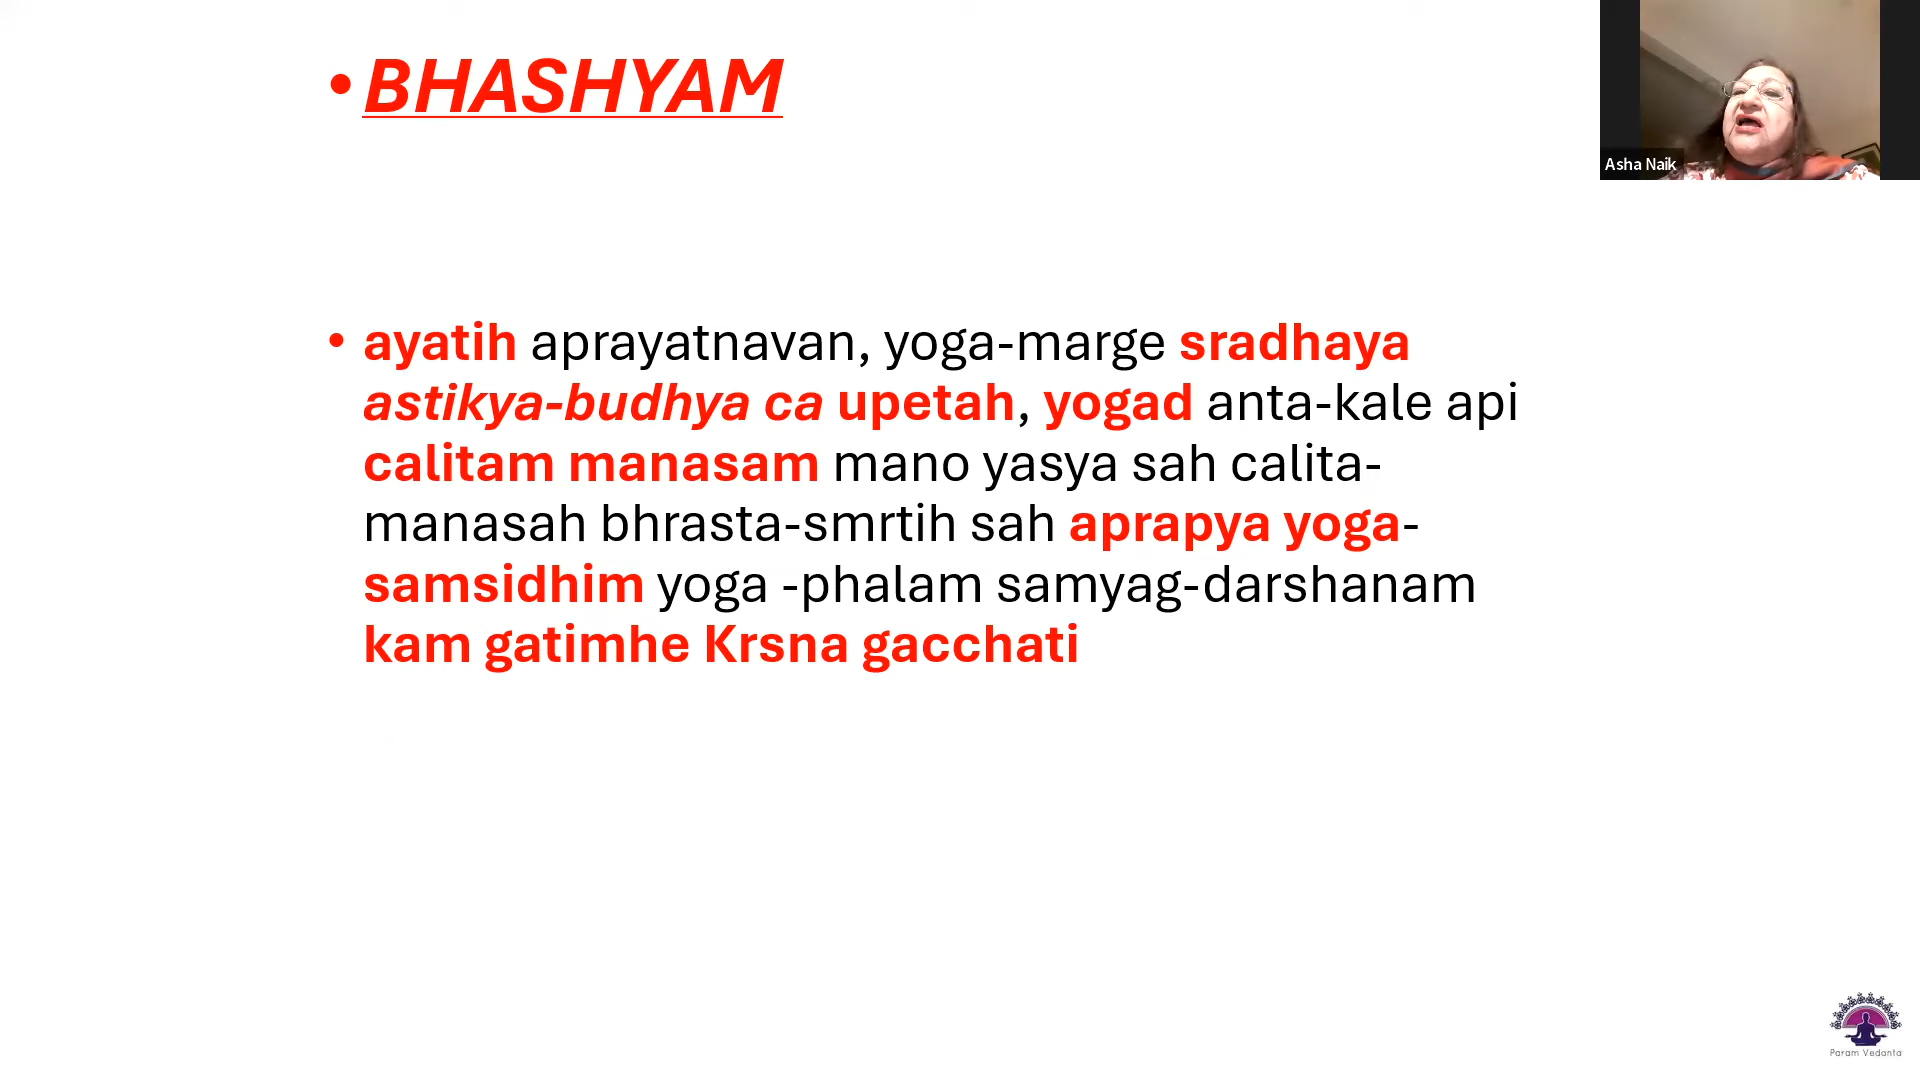 • BHASHYAM
Asha Naik
• ayatih aprayatnavan, yoga-marge sradhaya
astikya-budhya ca upetah, yogad anta-kale api
calitam manasam mano yasya sah calita-
manasah bhrasta-smrtih sah aprapya yoga-
samsidhim yoga -phalam samyag-darshanam
kam gatimhe Krsna gacchati
Param Vedanta